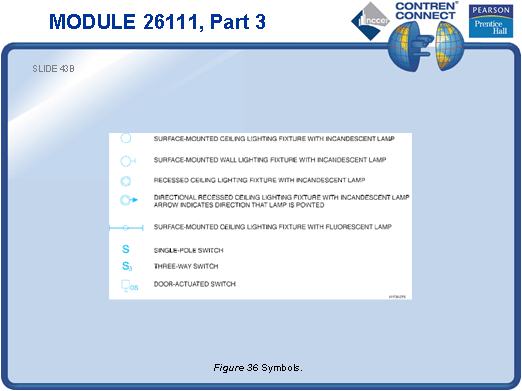 MODULE 26111, Part 3
nccer
CONTREN®
CONNECT
PEARSON
Prentice
Hall
SLIDE 43B
SURFACE-MOUNTED CEILING LIGHTING FIXTURE WITH INCANDESCENT LAMP
SURFACE-MOUNTED WALL LIGHTING FIXTURE WITH INCANDESCENT LAMP
RECESSED CEILING LIGHTING FIXTURE WITH INCANDESCENT LAMP
DIRECTIONAL RECESSED CEILING LIGHTING FIXTURE WITH INCANDESCENT LAMP
ARROW INDICATES DIRECTION THAT LAMP IS POINTED
SURFACE-MOUNTED CEILING LIGHTING FIXTURE WITH FLUORESCENT LAMP
S SINGLE-POLE SWITCH
S3 THREE-WAY SWITCH
DS DOOR-ACTUATED SWITCH
Figure 36 Symbols.